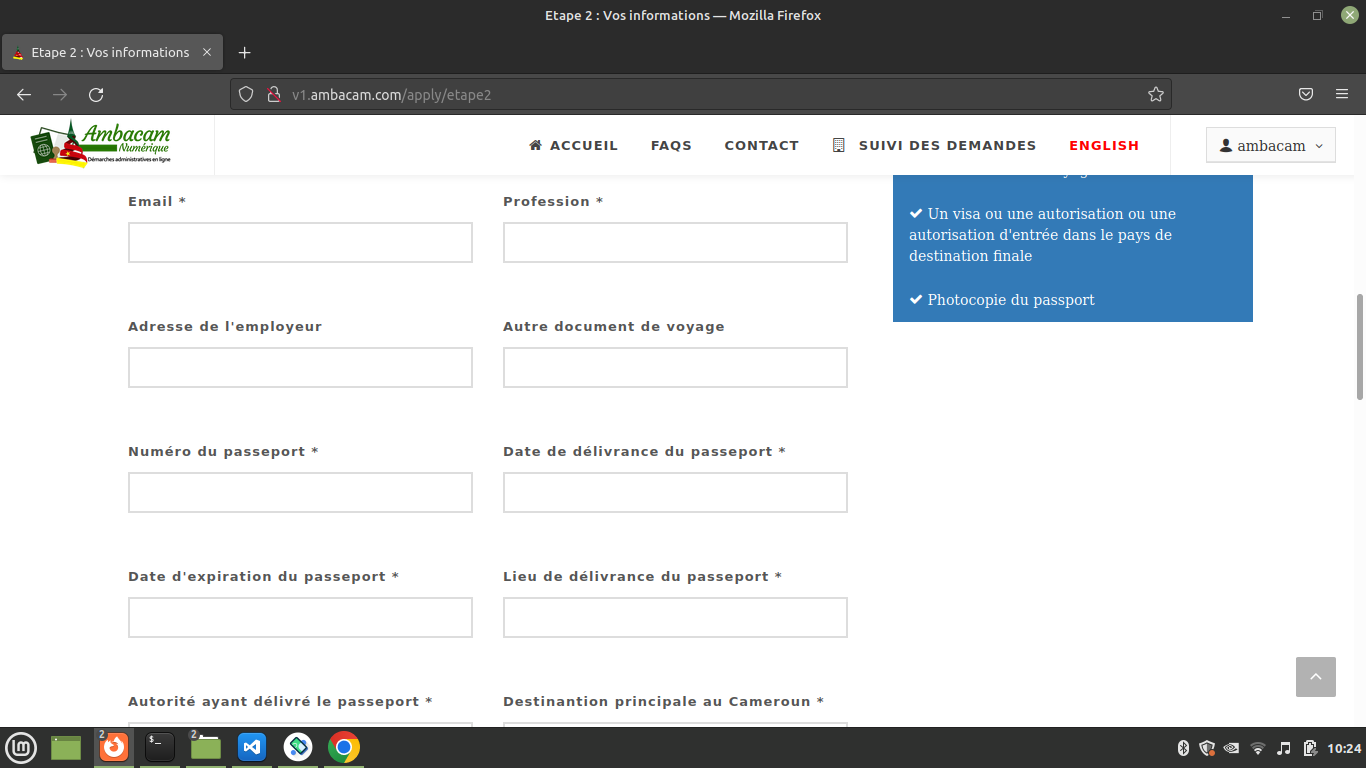 Etape 2 : Vos informations — Mozilla Firefox
Etape 2 : Vos informations
v1.ambacam.com/apply/etape2
Ambacam
Numérique
Démarches administratives en ligne
ACCUEIL
FAQS
CONTACT
SUIVI DES DEMANDES
ENGLISH
ambacam
Email *
Profession *
Un visa ou une autorisation ou une
autorisation d'entrée dans le pays de
destination finale
Photocopie du passport
Adresse de l'employeur
Autre document de voyage
Numéro du passeport *
Date de délivrance du passeport *
Date d'expiration du passeport *
Lieu de délivrance du passeport *
Autorité ayant délivré le passeport *
Destinantion principale au Cameroun *
2
$_
2
10:24